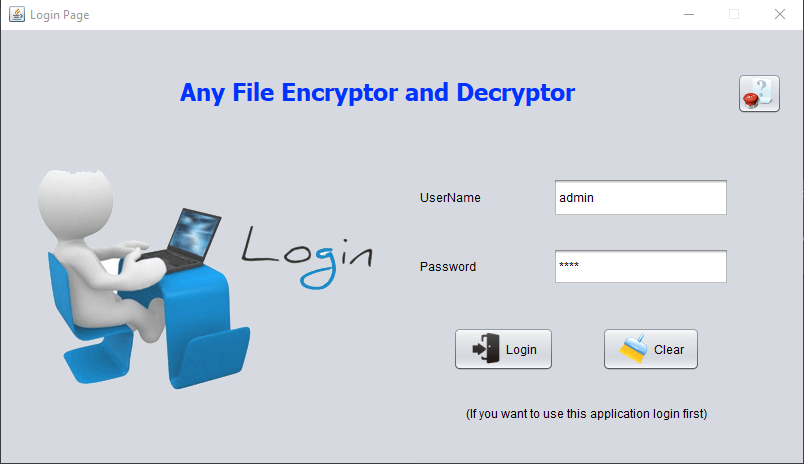 Login Page
Any File Encryptor and Decryptor
?
Login
UserName
admin
Password
****
Login
Clear
(If you want to use this application login first)